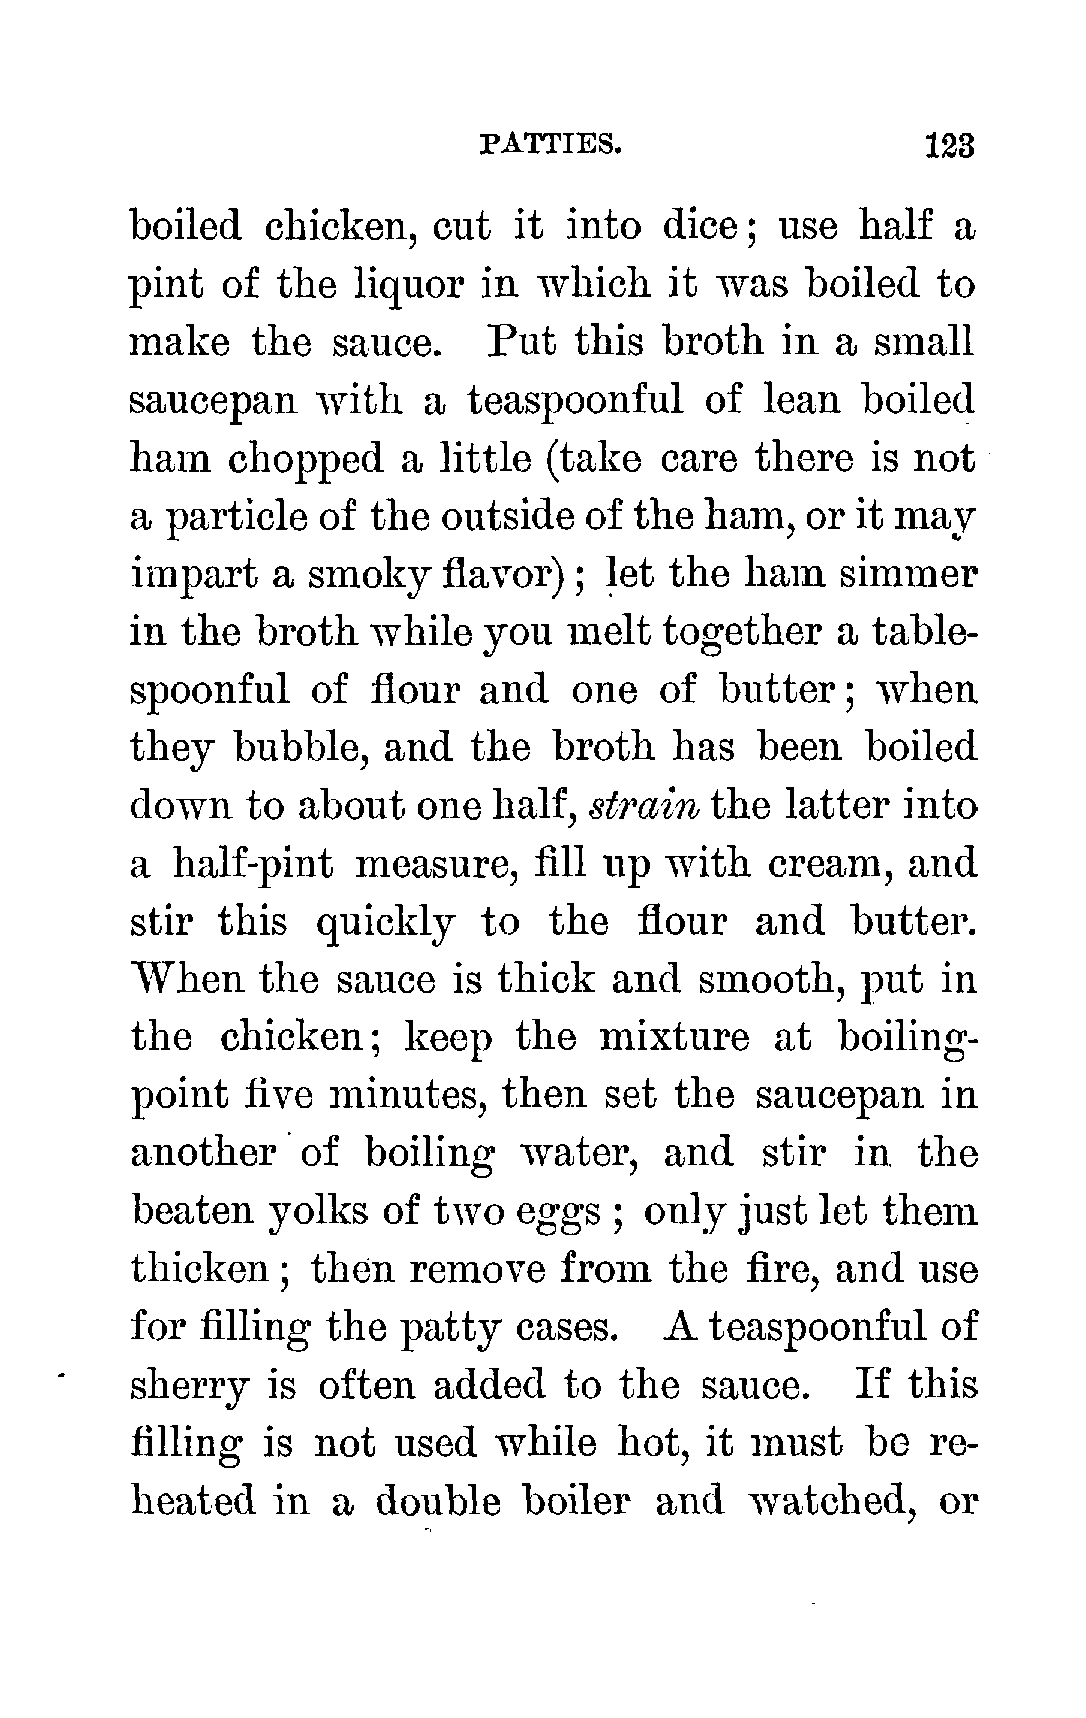 PATTIES. 123
boiled chicken, cut it into dice; use half a
pint of the liquor in which it was boiled to
make the sauce. Put this broth in a small
saucepan with a teaspoonful of lean boiled
ham chopped a little (take care there is not
a particle of the outside of the ham, or it may
impart a smoky flavor); let the ham simmer
in the broth while you melt together a table-
spoonful of flour and one of butter; when
they bubble, and the broth has been boiled
down to about one half, strain the latter into
a half-pint measure, fill up with cream, and
stir this quickly to the flour and butter.
When the sauce is thick and smooth, put in
the chicken; keep the mixture at boiling-
point five minutes, then set the saucepan in
another of boiling water, and stir in the
beaten yolks of two eggs; only just let them
thicken; then remove from the fire, and use
for filling the patty cases. A teaspoonful of
sherry is often added to the sauce. If this
filling is not used while hot, it must be re-
heated in a double boiler and watched, or